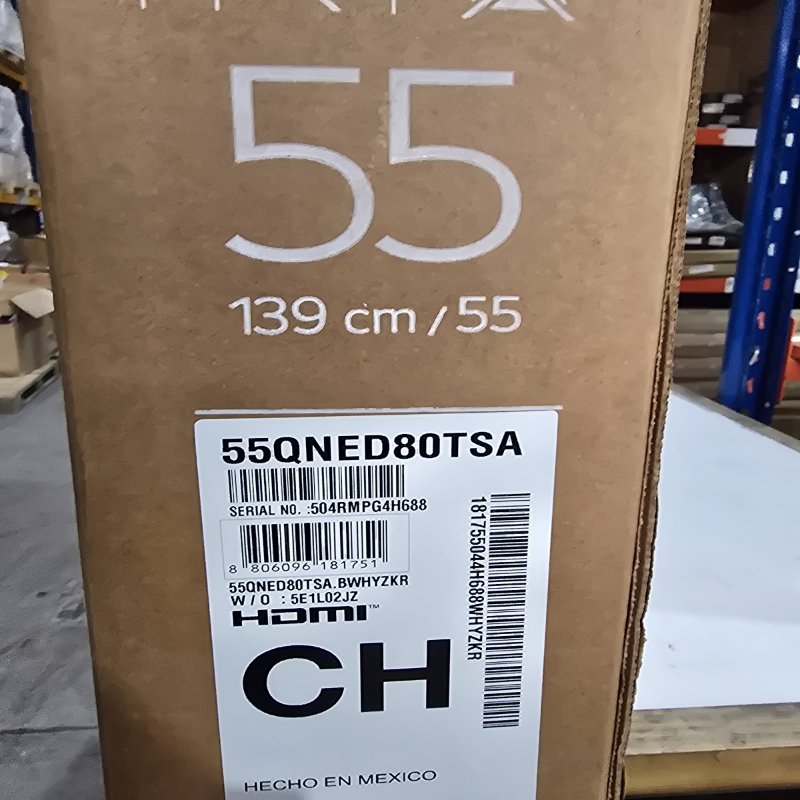 55
139 cm / 55
55QNED80TSA
SERIAL NO. :504RMPG4H688
8 806096 181751
55QNED80TSA.BWHYZKR
W / O : 5E1L02JZ
HDMI™
CH
HECHO EN MEXICO
181755044H688WHYZKR